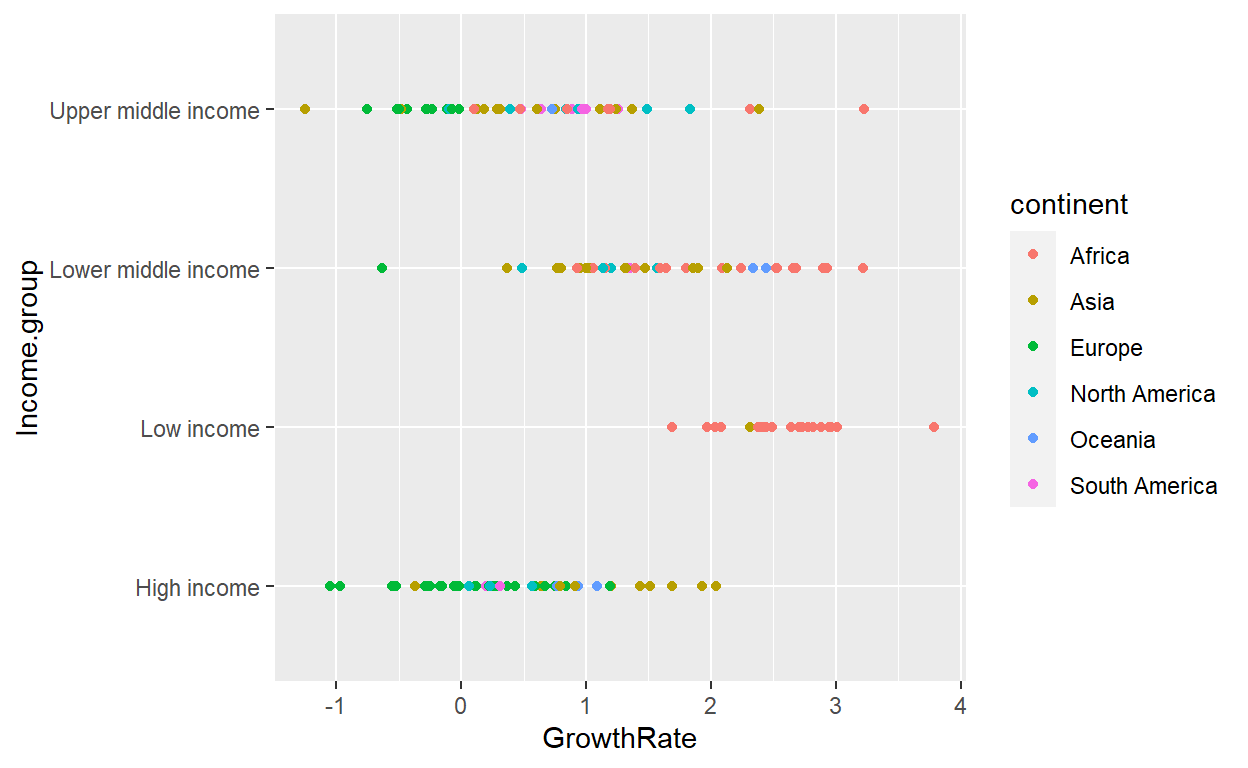 Upper middle income
Lower middle income
Low income
High income
Income.group
-1 0 1 2 3 4
GrowthRate
continent
Africa
Asia
Europe
North America
Oceania
South America